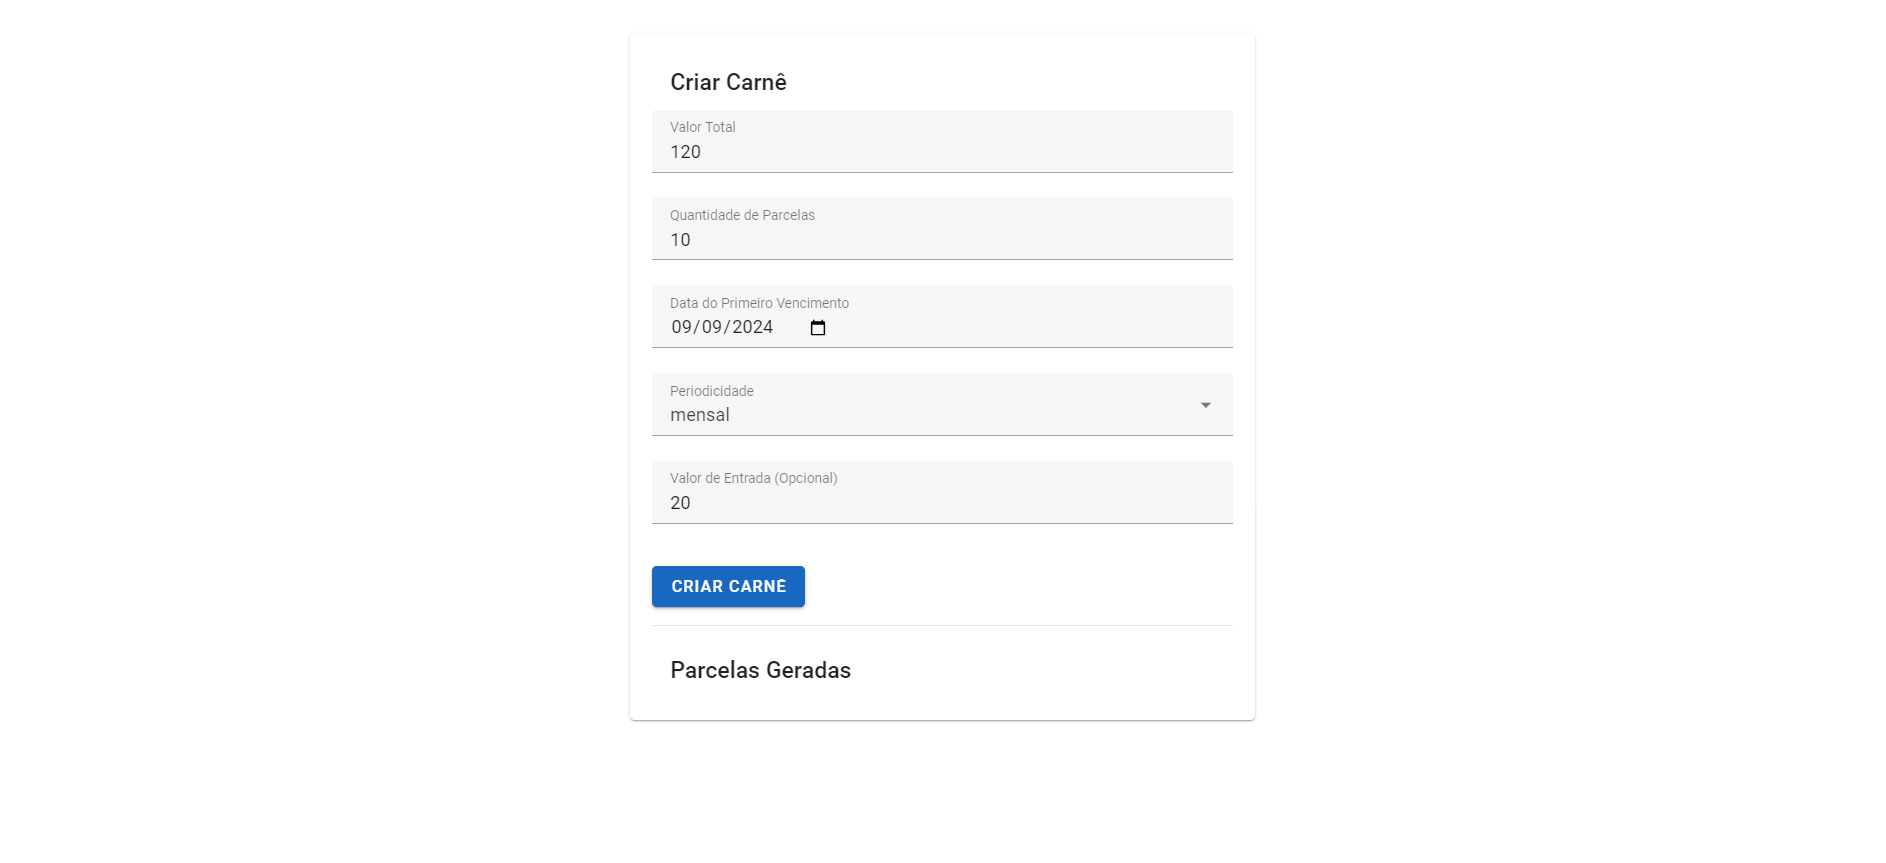 Criar Carnê
Valor Total
120
Quantidade de Parcelas
10
Data do Primeiro Vencimento
09/09/2024
Periodicidade
mensal
Valor de Entrada (Opcional)
20
CRIAR CARNÊ
Parcelas Geradas